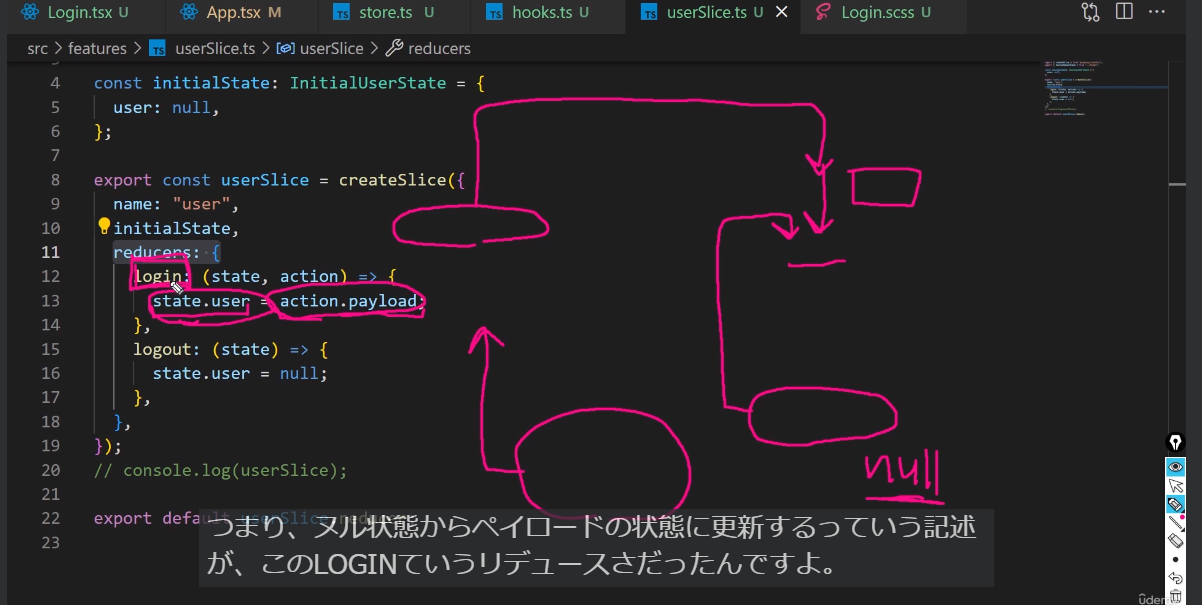 Login.tsx U
App.tsx M
TS store.ts U
TS hooks.ts U
TS userSlice.ts U
Login.scss U
src > features > TS userSlice.ts > userSlice > reducers
4 const initialState: InitialUserState = {
5 user: null,
6 };
7
8 export const userSlice = createSlice({
9 name: "user",
10 initialState,
11 reducers: {
12 login: (state, action) => {
13 state.user = action.payload;
14 },
15 logout: (state) => {
16 state.user = null;
17 },
18 },
19 });
20 // console.log(userSlice);
21
22 export default userSlice.reducer
23
null
つまり、ヌル状態からペイロードの状態に更新するっていう記述
が、このLOGINていうリデュースさだったんですよ。